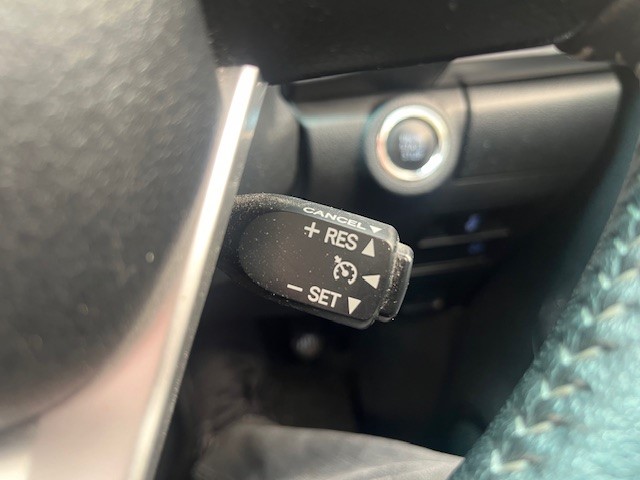 CANCEL ▼
+ RES ▲
◀
– SET ▼